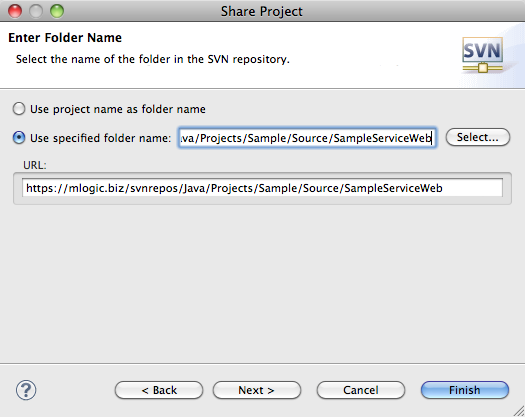 Share Project
Enter Folder Name
Select the name of the folder in the SVN repository.
SVN
Use project name as folder name
Use specified folder name: ava/Projects/Sample/Source/SampleServiceWeb Select...
URL:
https://mlogic.biz/svnrepos/Java/Projects/Sample/Source/SampleServiceWeb
? < Back Next > Cancel Finish